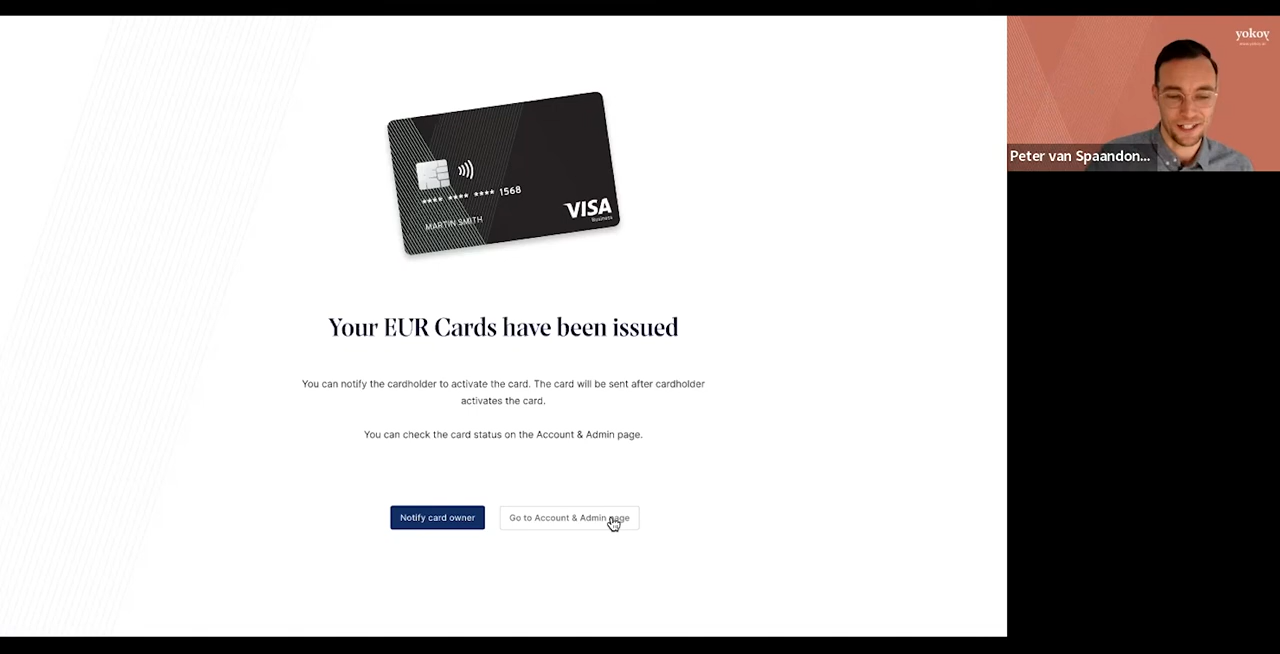 yokoy
Peter van Spaandon...
**** **** **** 1568
MARTIN SMITH
VISA
Business
Your EUR Cards have been issued
You can notify the cardholder to activate the card. The card will be sent after cardholder
activates the card.
You can check the card status on the Account & Admin page.
Notify card owner
Go to Account & Admin page